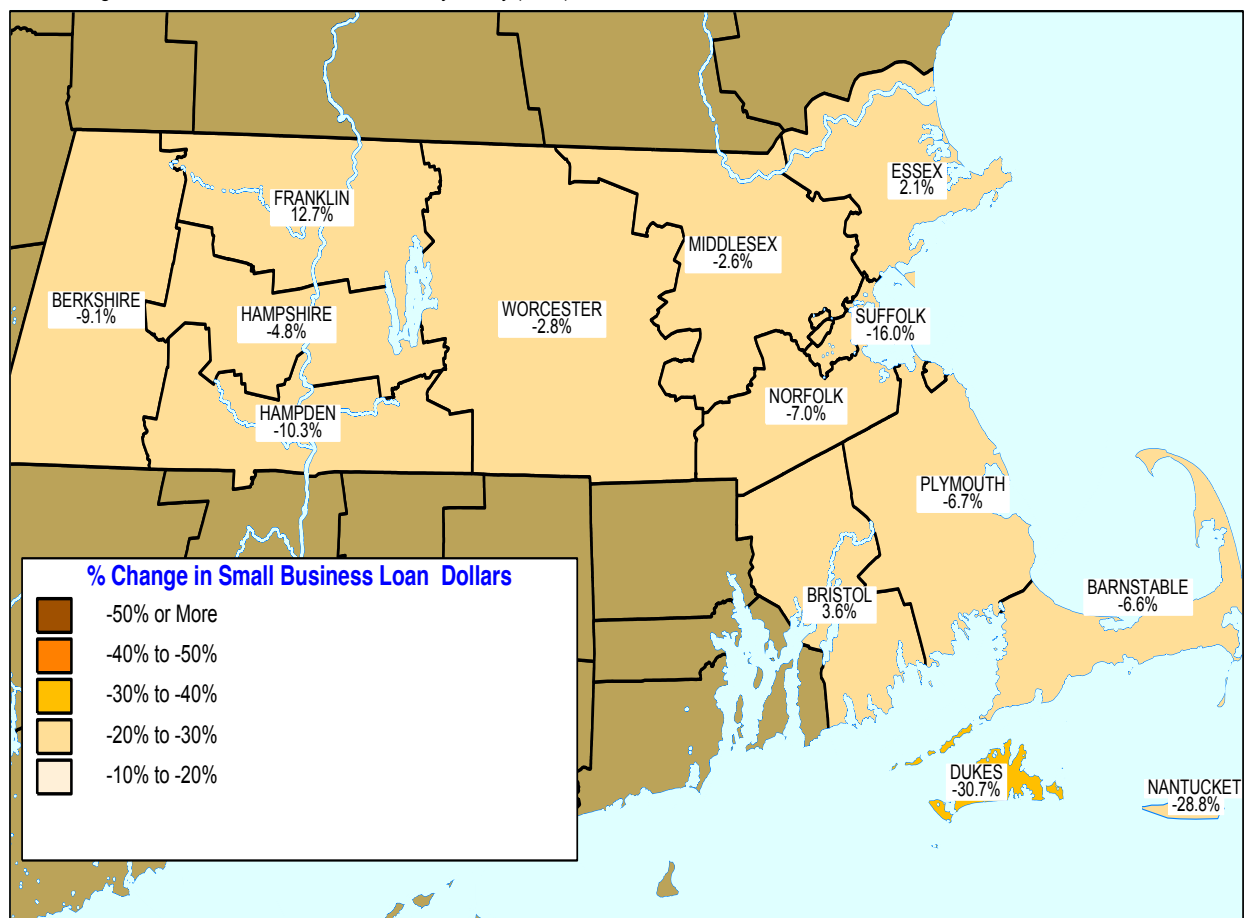 ESSEX
2.1%
FRANKLIN
12.7%
MIDDLESEX
-2.6%
BERKSHIRE
-9.1%
HAMPSHIRE
-4.8%
WORCESTER
-2.8%
SUFFOLK
-16.0%
NORFOLK
-7.0%
HAMPDEN
-10.3%
PLYMOUTH
-6.7%
BRISTOL
3.6%
BARNSTABLE
-6.6%
DUKES
-30.7%
NANTUCKET
-28.8%
% Change in Small Business Loan Dollars
-50% or More
-40% to -50%
-30% to -40%
-20% to -30%
-10% to -20%